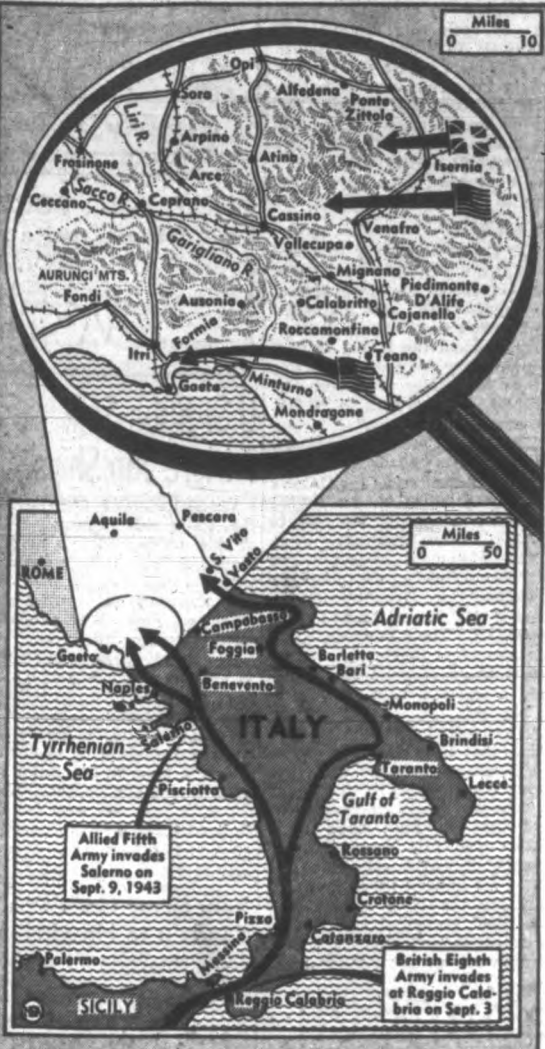 Miles
0 10
Opi
Alfedena
Ponte
Zittola
Sora
Liri R.
Arpino
Atina
Isernia
Frosinone
Arce
Sacco R.
Ceccano
Ceprano
Cassino
Venafro
Vallecupa
Garigliano R.
Mignano
AURUNCI MTS.
Piedimonte
D'Alife
Fondi
Ausonia
Calabritto
Cajanello
Formia
Roccamonfina
Itri
Teano
Gaeta
Minturno
Mondragone
Miles
0 50
Pescara
Aquila
S. Vito
Vasto
ROME
Adriatic Sea
Campobasso
Gaeta
Foggia
Barletta
Bari
Naples
Benevento
Monopoli
ITALY
Salerno
Brindisi
Tyrrhenian
Sea
Taranto
Pisciotta
Lecce
Gulf of
Taranto
Allied Fifth
Army invades
Salerno on
Sept. 9, 1943
Rossano
Crotone
Pizzo
Catanzaro
Messina
Palermo
British Eighth
Army invades
at Reggio Cala-
bria on Sept. 3
SICILY
Reggio Calabria